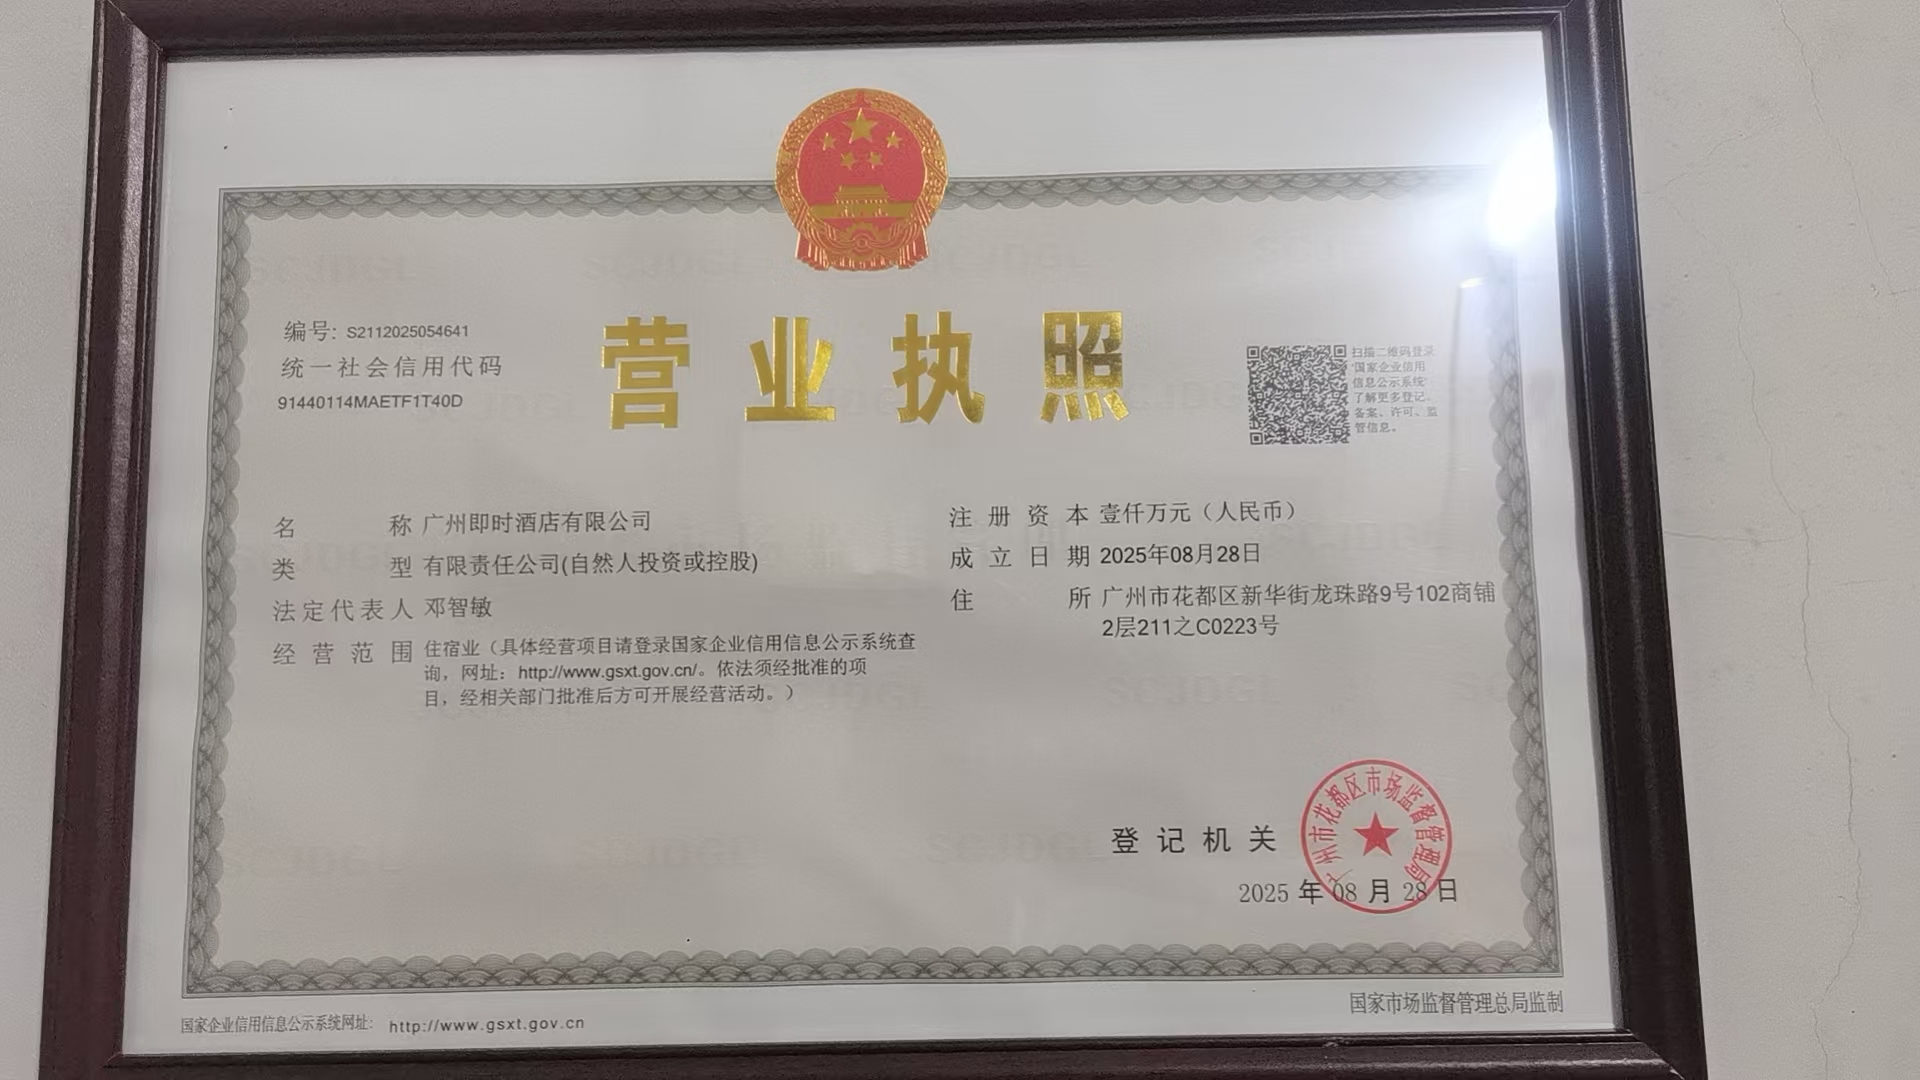 编号: S2112025054641
统一社会信用代码
91440114MAETF1T40D
营业执照
扫描二维码登录
"国家企业信用
信息公示系统"
了解更多登记、
备案、许可、监
管信息。
名称 广州即时酒店有限公司
类型 有限责任公司(自然人投资或控股)
法定代表人 邓智敏
经营范围 住宿业（具体经营项目请登录国家企业信用信息公示系统查
询，网址：http://www.gsxt.gov.cn/。依法须经批准的项
目，经相关部门批准后方可开展经营活动。）
注册资本 壹仟万元（人民币）
成立日期 2025年08月28日
住所 广州市花都区新华街龙珠路9号102商铺
2层211之C0223号
登记机关
广州市花都区市场监督管理局
2025 年 08 月 28 日
国家企业信用信息公示系统网址: http://www.gsxt.gov.cn
国家市场监督管理总局监制